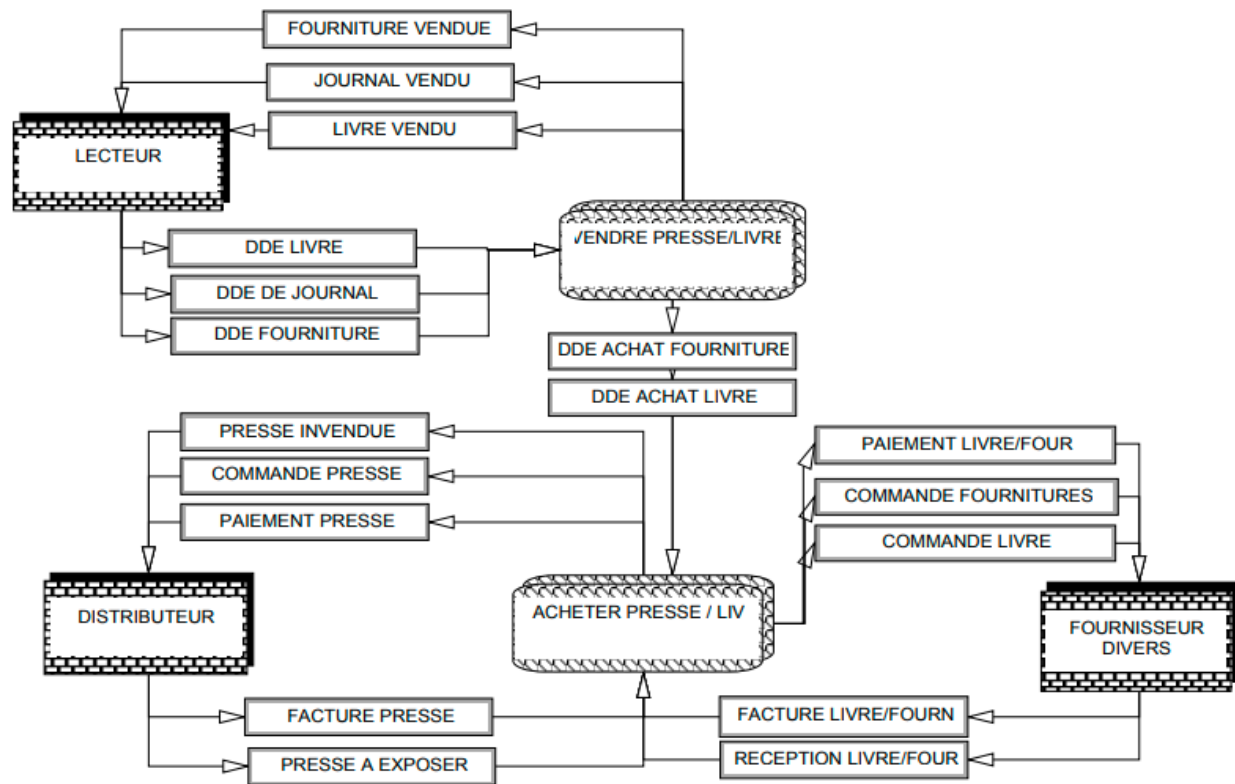 FOURNITURE VENDUE
JOURNAL VENDU
LIVRE VENDU
LECTEUR
DDE LIVRE
VENDRE PRESSE/LIVRE
DDE DE JOURNAL
DDE FOURNITURE
DDE ACHAT FOURNITURE
DDE ACHAT LIVRE
PRESSE INVENDUE
COMMANDE PRESSE
PAIEMENT PRESSE
PAIEMENT LIVRE/FOUR
COMMANDE FOURNITURES
COMMANDE LIVRE
DISTRIBUTEUR
ACHETER PRESSE / LIV
FOURNISSEUR
DIVERS
FACTURE PRESSE
FACTURE LIVRE/FOURN
PRESSE A EXPOSER
RECEPTION LIVRE/FOUR